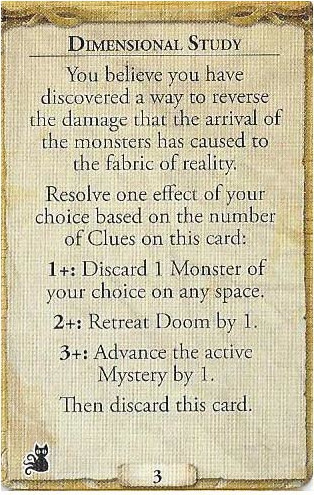 DIMENSIONAL STUDY
You believe you have
discovered a way to reverse
the damage that the arrival of
the monsters has caused to
the fabric of reality.
Resolve one effect of your
choice based on the number
of Clues on this card:
1+: Discard 1 Monster of
your choice on any space.
2+: Retreat Doom by 1.
3+: Advance the active
Mystery by 1.
Then discard this card.
3